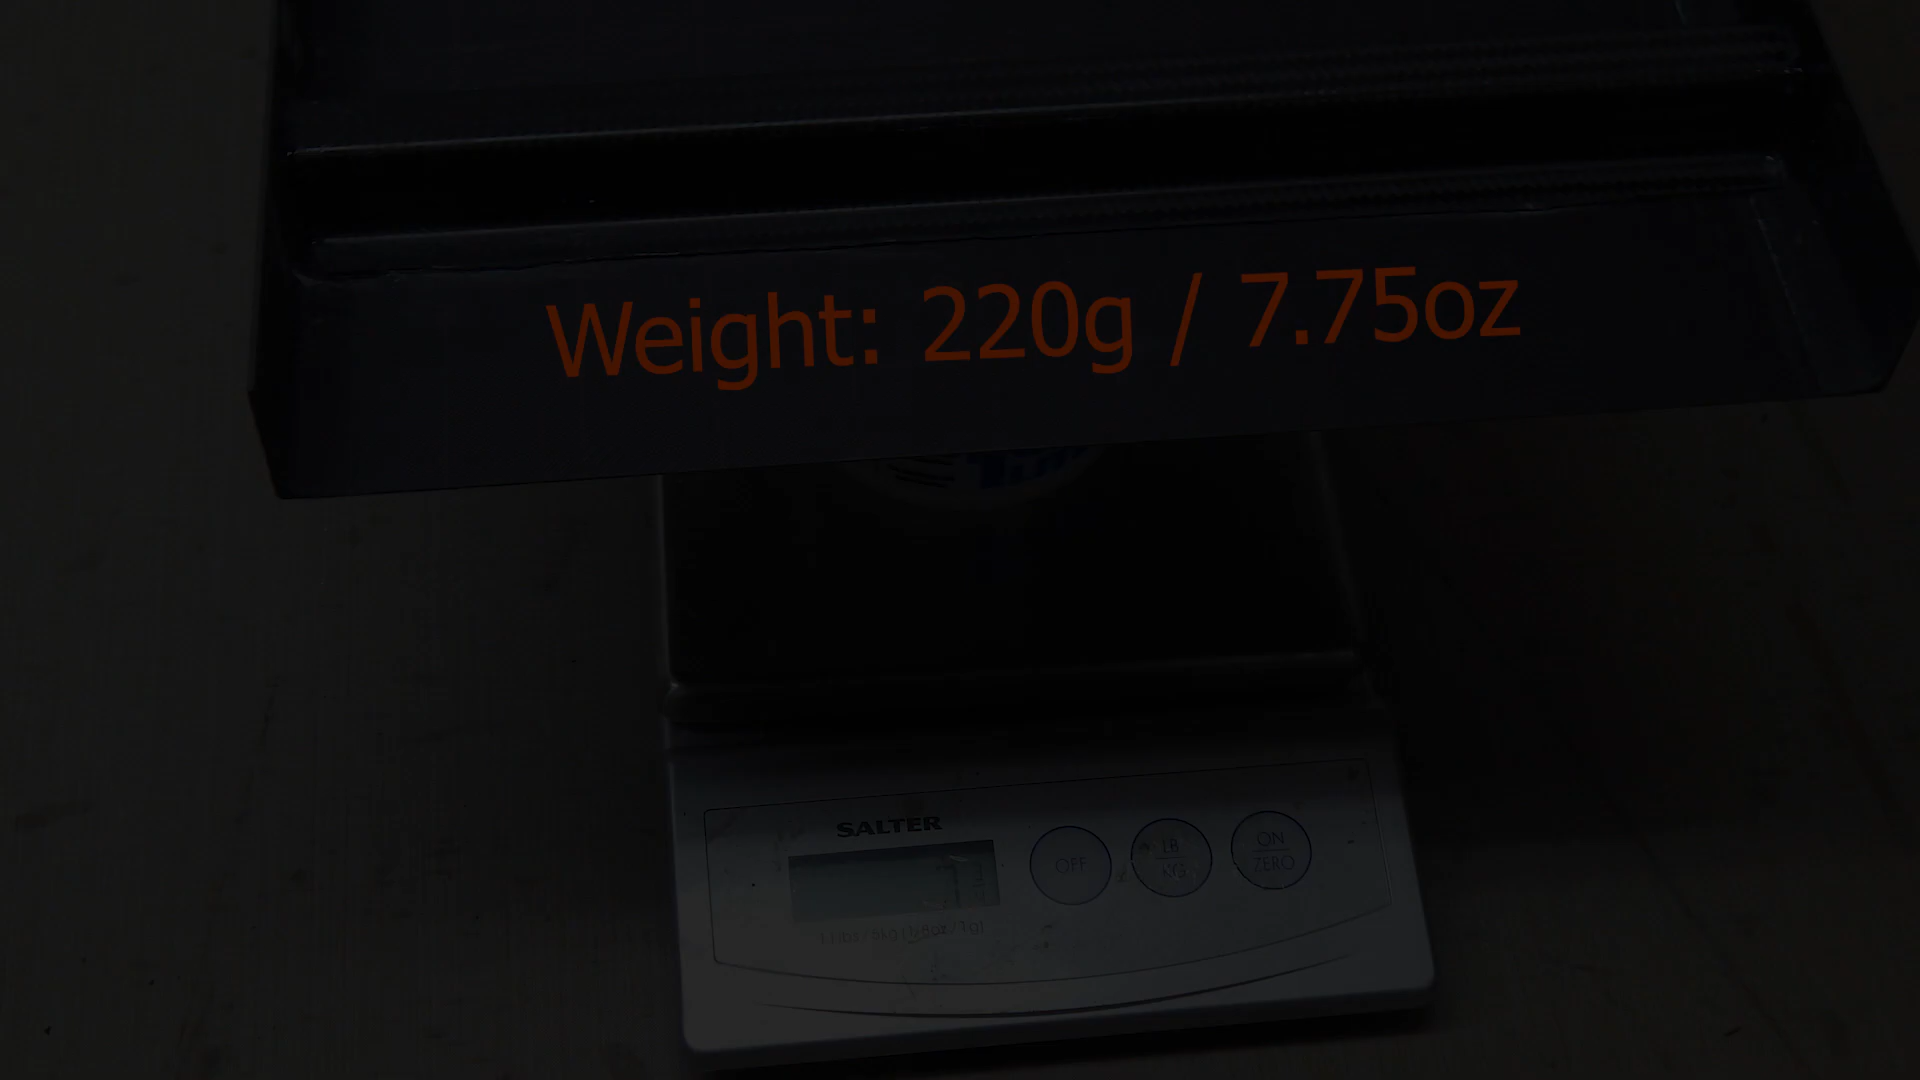 Weight: 220g / 7.75oz
SALTER
OFF
LB
KG
ON
ZERO